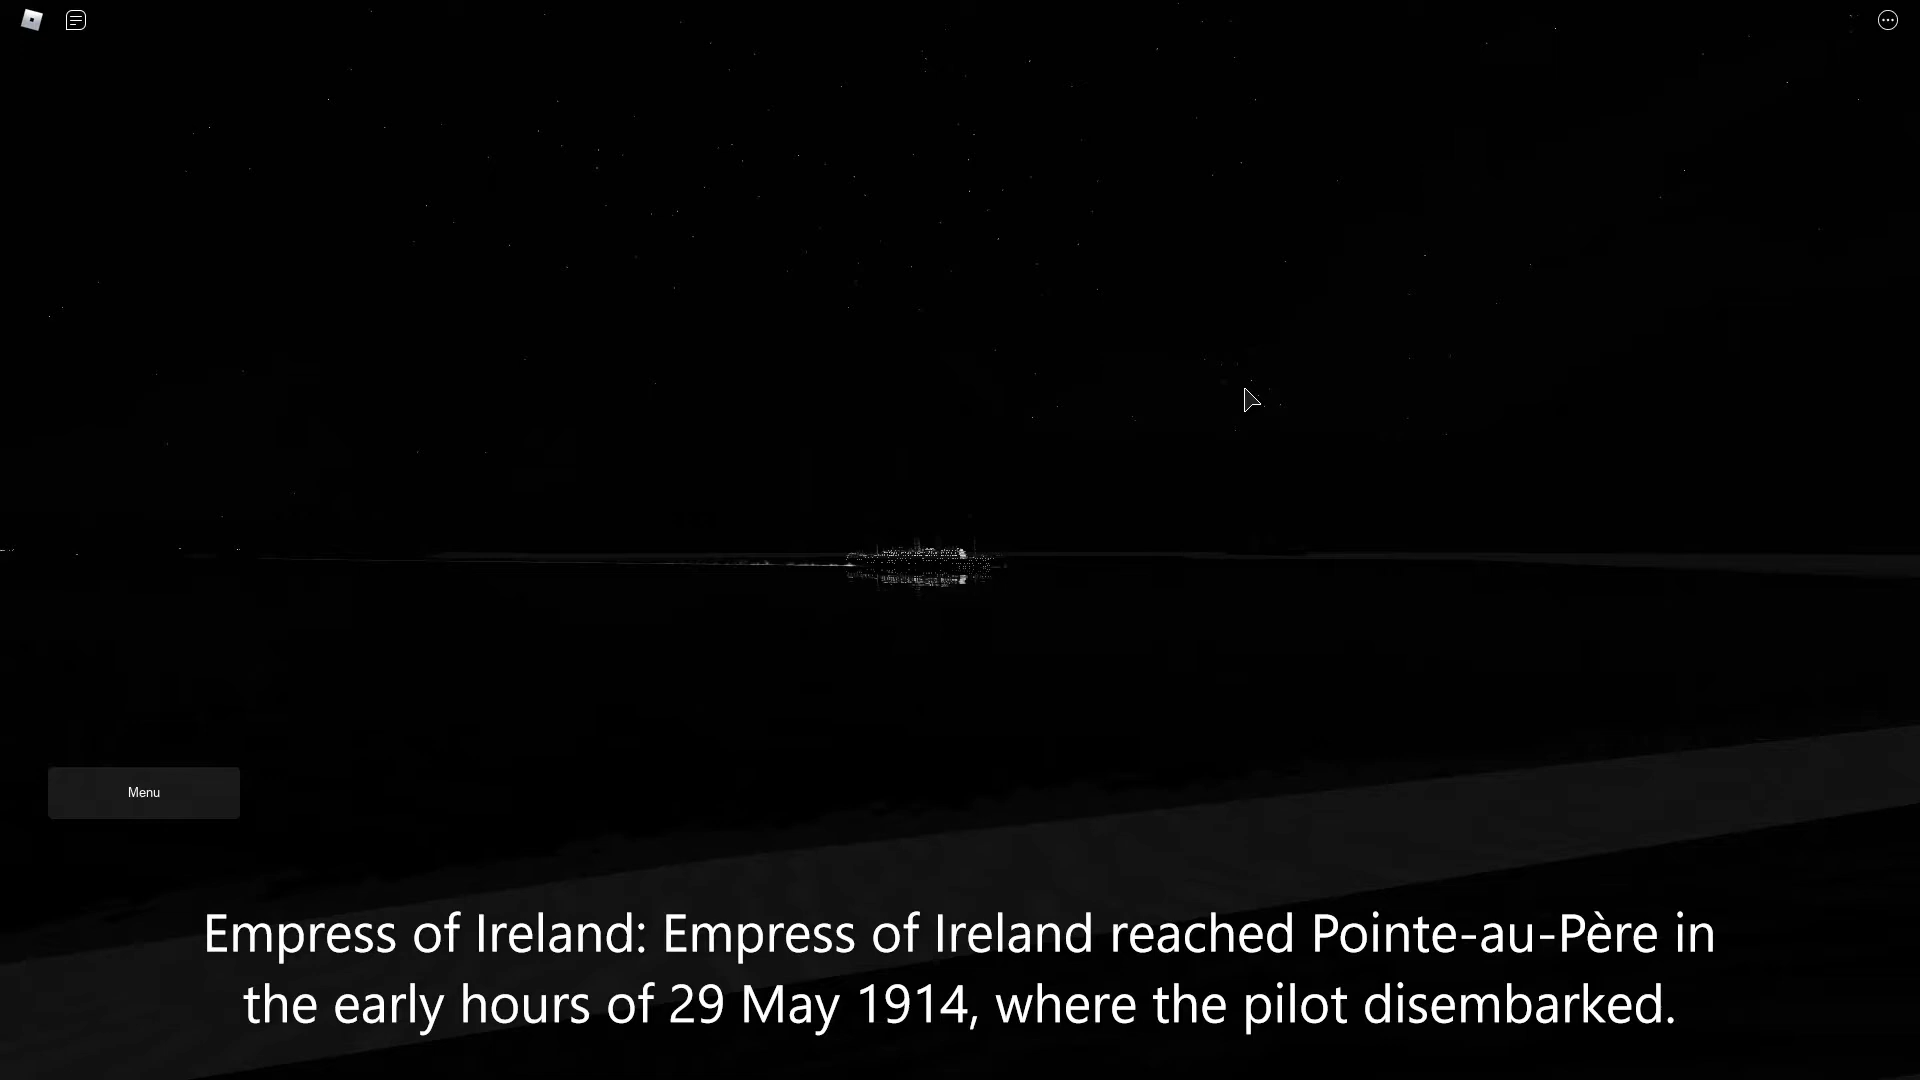 Menu
Empress of Ireland: Empress of Ireland reached Pointe-au-Père in
the early hours of 29 May 1914, where the pilot disembarked.